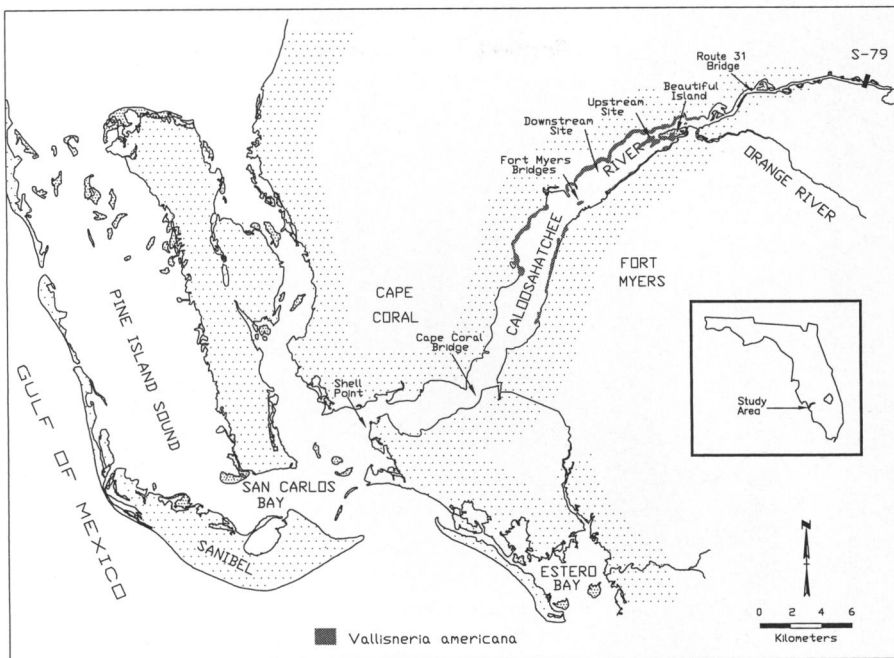 S-79
Route 31
Bridge
Beautiful
Island
Upstream
Site
Downstream
Site
Fort Myers
Bridges
RIVER
ORANGE RIVER
CALOOSAHATCHEE
FORT
MYERS
CAPE
CORAL
Cape Coral
Bridge
Shell
Point
PINE ISLAND SOUND
GULF OF MEXICO
SAN CARLOS
BAY
SANIBEL
ESTERO
BAY
Study
Area
N
0 2 4 6
Kilometers
Vallisneria americana